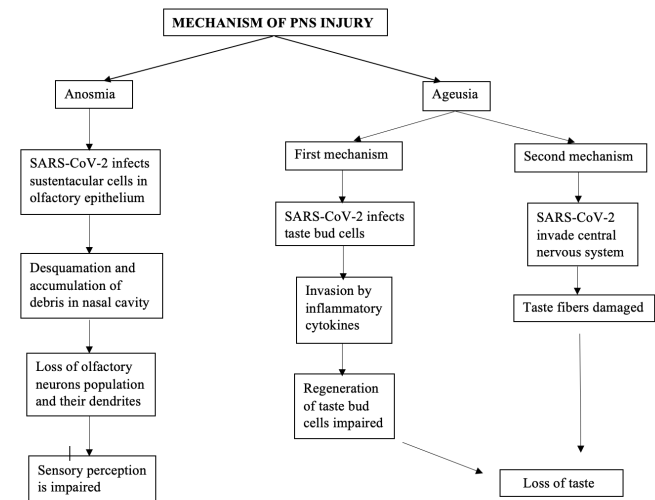 MECHANISM OF PNS INJURY
Anosmia
SARS-CoV-2 infects
sustentacular cells in
olfactory epithelium
Desquamation and
accumulation of
debris in nasal cavity
Loss of olfactory
neurons population
and their dendrites
Sensory perception
is impaired
Ageusia
First mechanism
SARS-CoV-2 infects
taste bud cells
Invasion by
inflammatory
cytokines
Regeneration
of taste bud
cells impaired
Second mechanism
SARS-CoV-2
invade central
nervous system
Taste fibers damaged
Loss of taste